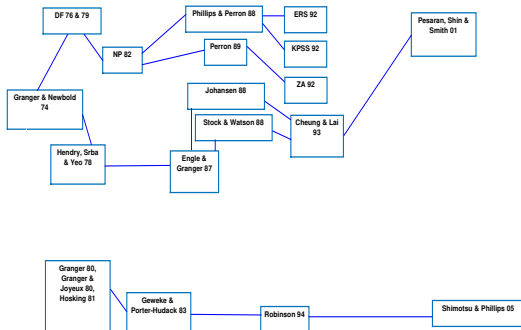 DF 76 & 79
Phillips & Perron 88
ERS 92
Pesaran, Shin &
Smith 01
NP 82
Perron 89
KPSS 92
ZA 92
Granger & Newbold
74
Johansen 88
Stock & Watson 88
Cheung & Lai
93
Hendry, Srba
& Yeo 78
Engle &
Granger 87
Granger 80,
Granger &
Joyeux 80,
Hosking 81
Geweke &
Porter-Hudack 83
Robinson 94
Shimotsu & Phillips 05